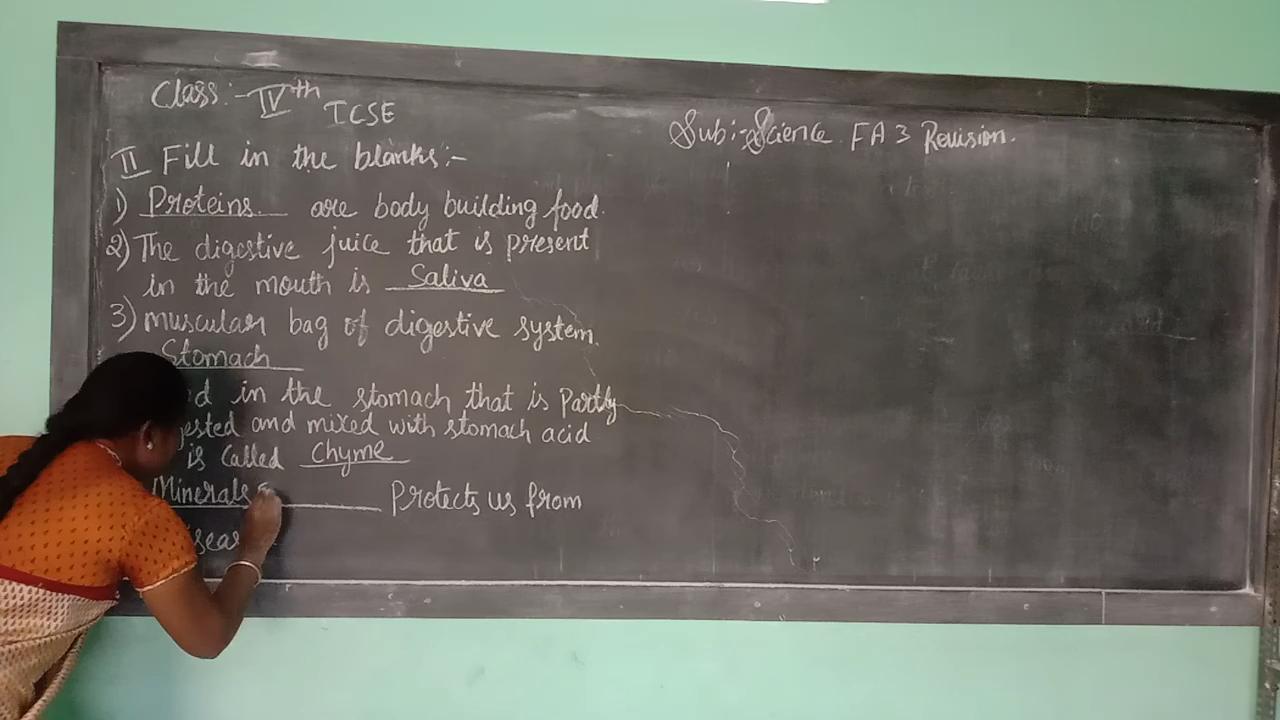 Class:- IVth ICSE
Sub:- Science FA 3 Revision.
II Fill in the blanks:-
1) Proteins. are body building food.
2) The digestive juice that is present
in the mouth is Saliva
3) muscular bag of digestive system.
Stomach
in the stomach that is Partly
and mixed with stomach acid
is called Chyme
Minerals Protects us from